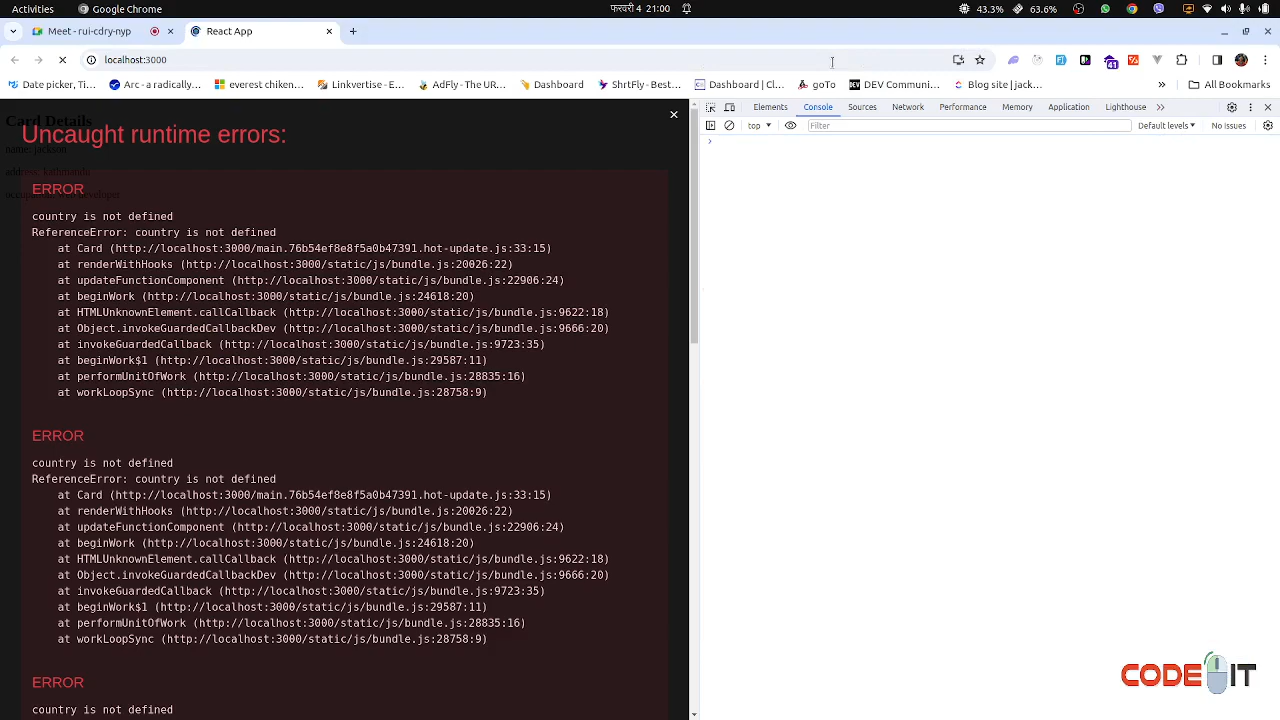 Activities
Google Chrome
फरवरी 4 21:00
43.3%
63.6%
Meet - rui-cdry-nyp
React App
localhost:3000
41
Date picker, Ti...
Arc - a radically...
everest chiken...
Linkvertise - E...
AdFly - The UR...
Dashboard
ShrtFly - Best...
Dashboard | Cl...
goTo
DEV Commun...
Blog site | jack...
All Bookmarks
Elements
Console
Sources
Network
Performance
Memory
Application
Lighthouse
top
Filter
Default levels
No Issues
Card Details
Uncaught runtime errors:
name: jackson
address: kathmandu
occupation: web developer
ERROR
country is not defined
ReferenceError: country is not defined
at Card (http://localhost:3000/main.76b54ef8e8f5a0b47391.hot-update.js:33:15)
at renderWithHooks (http://localhost:3000/static/js/bundle.js:20026:22)
at updateFunctionComponent (http://localhost:3000/static/js/bundle.js:22906:24)
at beginWork (http://localhost:3000/static/js/bundle.js:24618:20)
at HTMLUnknownElement.callCallback (http://localhost:3000/static/js/bundle.js:9622:18)
at Object.invokeGuardedCallbackDev (http://localhost:3000/static/js/bundle.js:9666:20)
at invokeGuardedCallback (http://localhost:3000/static/js/bundle.js:9723:35)
at beginWork$1 (http://localhost:3000/static/js/bundle.js:29587:11)
at performUnitOfWork (http://localhost:3000/static/js/bundle.js:28835:16)
at workLoopSync (http://localhost:3000/static/js/bundle.js:28758:9)
ERROR
country is not defined
ReferenceError: country is not defined
at Card (http://localhost:3000/main.76b54ef8e8f5a0b47391.hot-update.js:33:15)
at renderWithHooks (http://localhost:3000/static/js/bundle.js:20026:22)
at updateFunctionComponent (http://localhost:3000/static/js/bundle.js:22906:24)
at beginWork (http://localhost:3000/static/js/bundle.js:24618:20)
at HTMLUnknownElement.callCallback (http://localhost:3000/static/js/bundle.js:9622:18)
at Object.invokeGuardedCallbackDev (http://localhost:3000/static/js/bundle.js:9666:20)
at invokeGuardedCallback (http://localhost:3000/static/js/bundle.js:9723:35)
at beginWork$1 (http://localhost:3000/static/js/bundle.js:29587:11)
at performUnitOfWork (http://localhost:3000/static/js/bundle.js:28835:16)
at workLoopSync (http://localhost:3000/static/js/bundle.js:28758:9)
ERROR
country is not defined
CODE IT